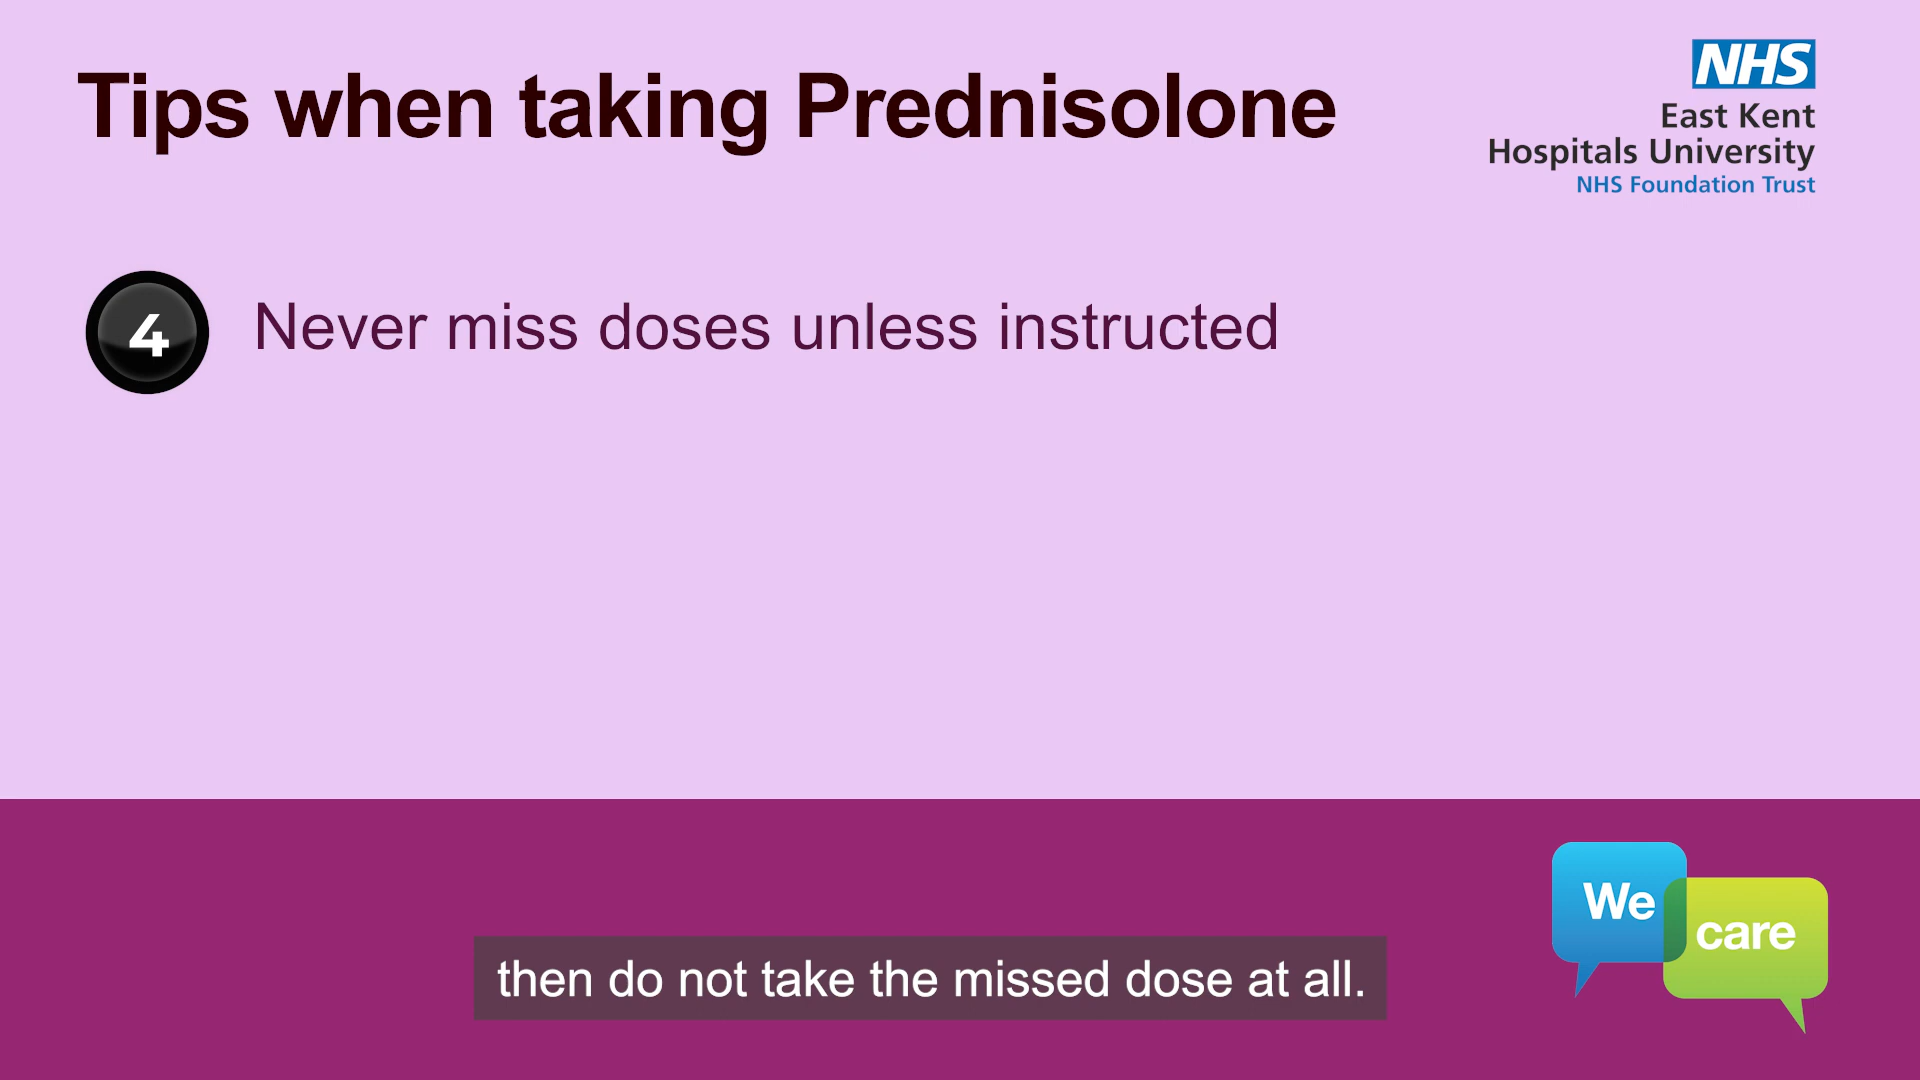 Tips when taking Prednisolone
NHS
East Kent
Hospitals University
NHS Foundation Trust
4 Never miss doses unless instructed
We care
then do not take the missed dose at all.